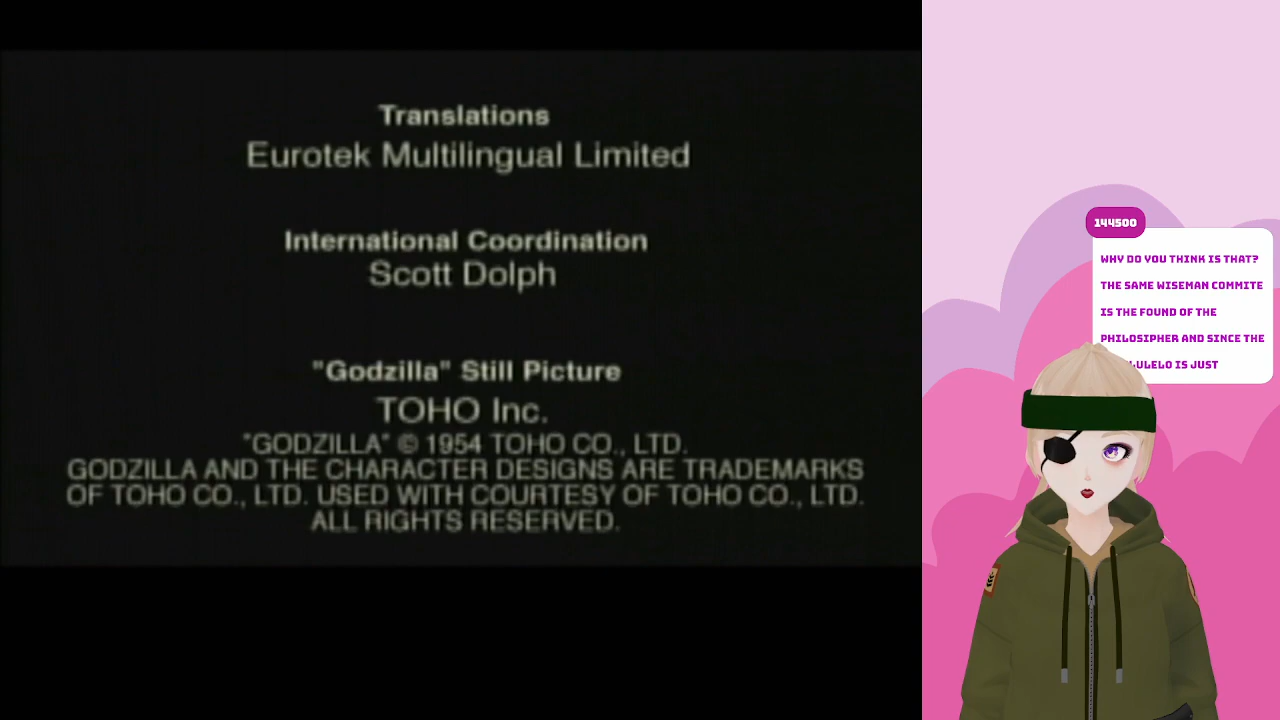 Translations
Eurotek Multilingual Limited
International Coordination
Scott Dolph
"Godzilla" Still Picture
TOHO Inc.
"GODZILLA" © 1954 TOHO CO., LTD.
GODZILLA AND THE CHARACTER DESIGNS ARE TRADEMARKS
OF TOHO CO., LTD. USED WITH COURTESY OF TOHO CO., LTD.
ALL RIGHTS RESERVED.
144500
WHY DO YOU THINK IS THAT?
THE SAME WISEMAN COMMITE
IS THE FOUND OF THE
PHILOSIPHER AND SINCE THE
IS JUST